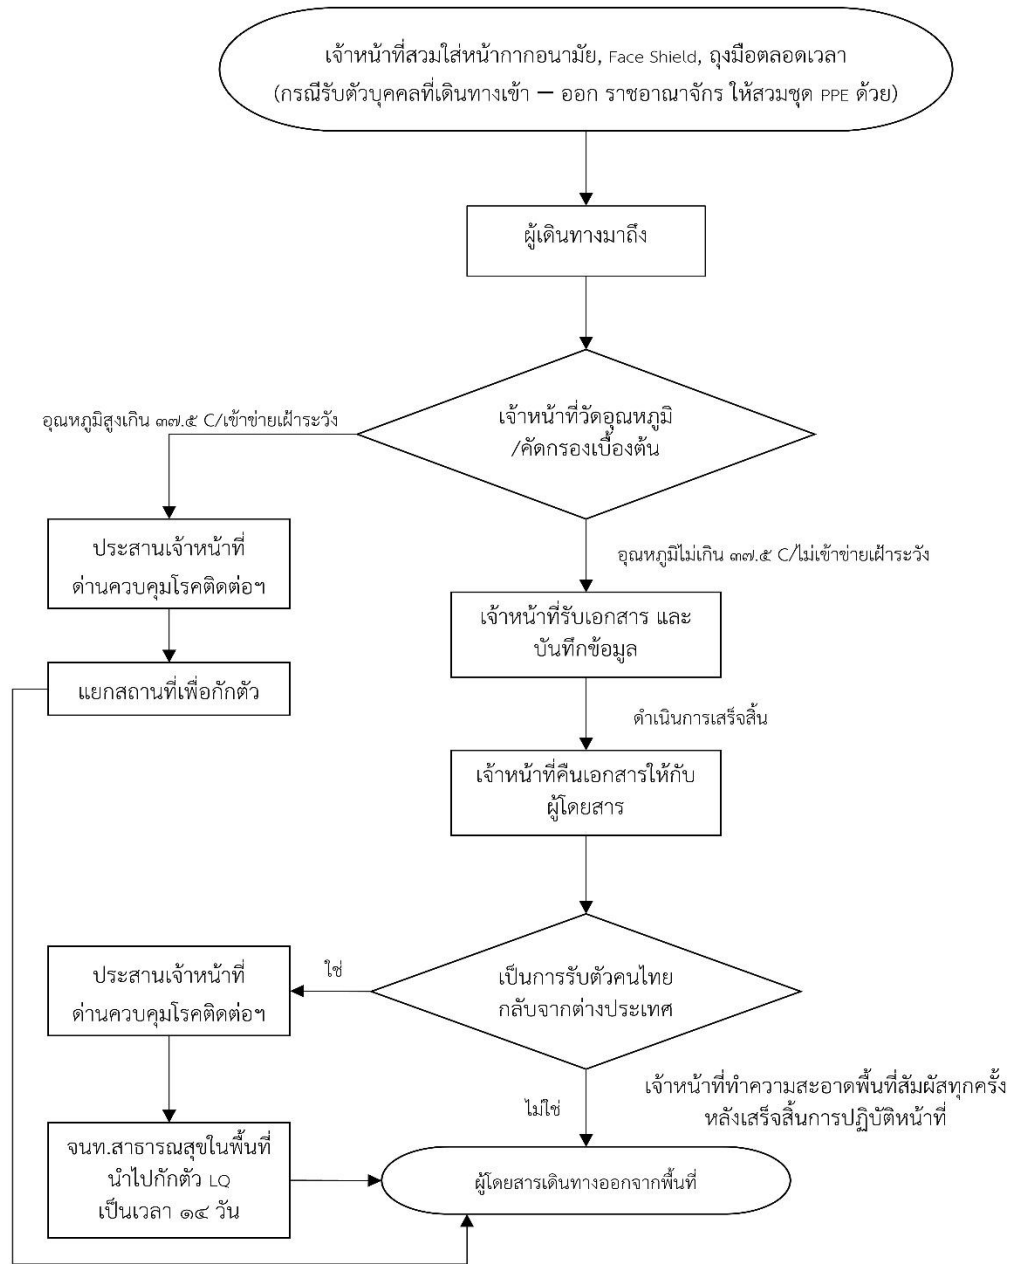 เจ้าหน้าที่สวมใส่หน้ากากอนามัย, Face Shield, ถุงมือตลอดเวลา
(กรณีรับตัวบุคคลที่เดินทางเข้า – ออก ราชอาณาจักร ให้สวมชุด PPE ด้วย)
ผู้เดินทางมาถึง
เจ้าหน้าที่วัดอุณหภูมิ
/คัดกรองเบื้องต้น
อุณหภูมิสูงเกิน ๓๗.๕ C/เข้าข่ายเฝ้าระวัง
ประสานเจ้าหน้าที่
ด่านควบคุมโรคติดต่อฯ
แยกสถานที่เพื่อกักตัว
อุณหภูมิไม่เกิน ๓๗.๕ C/ไม่เข้าข่ายเฝ้าระวัง
เจ้าหน้าที่รับเอกสาร และ
บันทึกข้อมูล
ดำเนินการเสร็จสิ้น
เจ้าหน้าที่คืนเอกสารให้กับ
ผู้โดยสาร
เป็นการรับตัวคนไทย
กลับจากต่างประเทศ
ใช่
ประสานเจ้าหน้าที่
ด่านควบคุมโรคติดต่อฯ
จนท.สาธารณสุขในพื้นที่
นำไปกักตัว LQ
เป็นเวลา ๑๔ วัน
ไม่ใช่
เจ้าหน้าที่ทำความสะอาดพื้นที่สัมผัสทุกครั้ง
หลังเสร็จสิ้นการปฏิบัติหน้าที่
ผู้โดยสารเดินทางออกจากพื้นที่